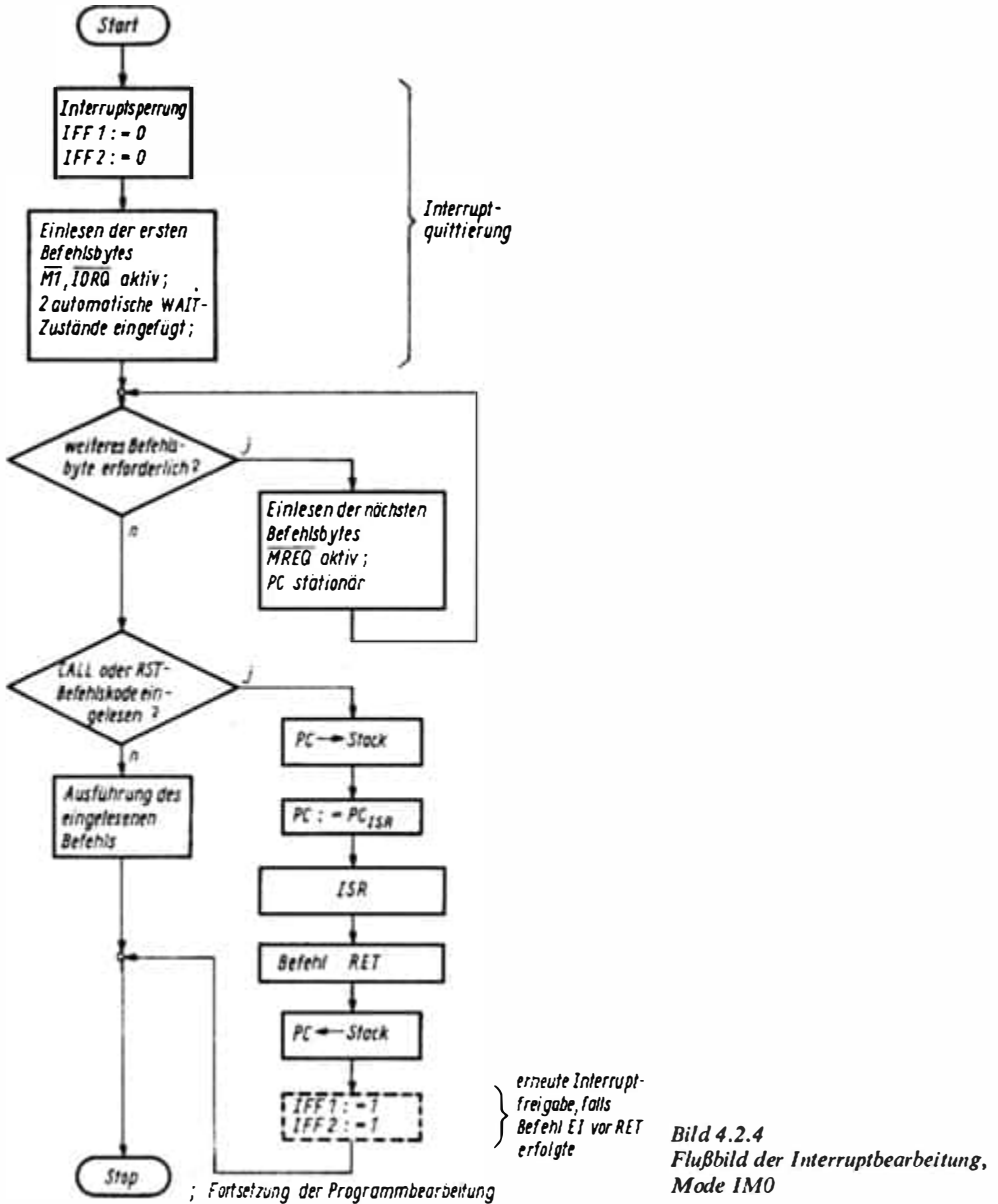 Start
Interruptsperrung
IFF 1 : = 0
IFF 2 : = 0
Interrupt-
quittierung
Einlesen der ersten
Befehlsbytes
M1, IORQ aktiv ;
2 automatische WAIT-
Zustände eingefügt ;
weiteres Befehls-
byte erforderlich ?
j
n
Einlesen der nächsten
Befehlsbytes
MREQ aktiv ;
PC stationär
CALL oder RST-
Befehlskode ein-
gelesen ?
j
n
PC → Stack
Ausführung des
eingelesenen
Befehls
PC : = PC ISR
ISR
Befehl RET
PC ← Stack
IFF 1 : = 1
IFF 2 : = 1
erneute Interrupt-
freigabe, falls
Befehl EI vor RET
erfolgte
Stop
; Fortsetzung der Programmbearbeitung
Bild 4.2.4
Flußbild der Interruptbearbeitung,
Mode IM0